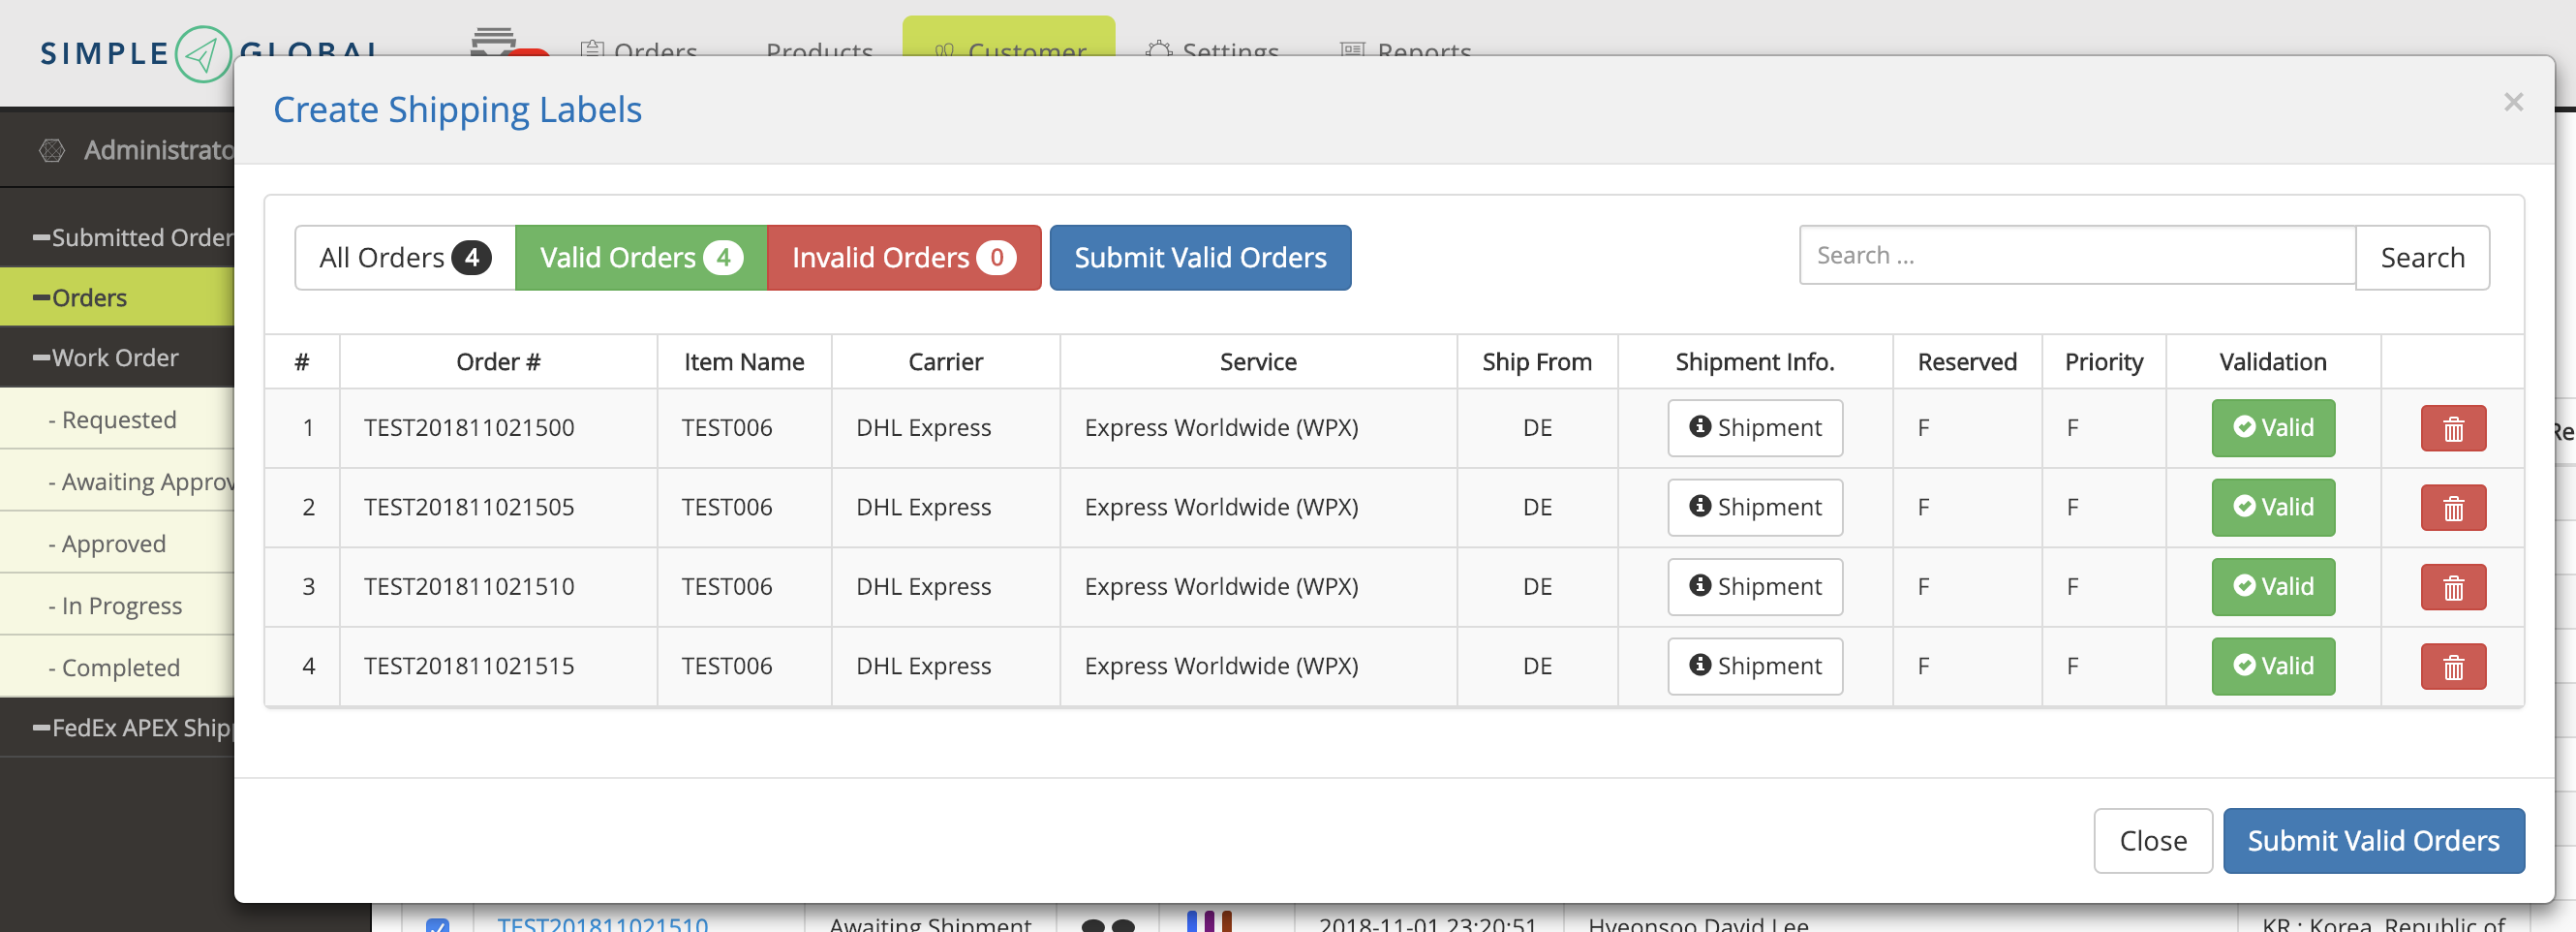 SIMPLE GLOBAL
Orders
Products
Customer
Settings
Reports
Administrato
Submitted Order
Orders
Work Order
- Requested
- Awaiting Approv
- Approved
- In Progress
- Completed
FedEx APEX Ship
Create Shipping Labels
×
All Orders 4 Valid Orders 4 Invalid Orders 0 Submit Valid Orders
Search ... Search
# Order # Item Name Carrier Service Ship From Shipment Info. Reserved Priority Validation
1 TEST201811021500 TEST006 DHL Express Express Worldwide (WPX) DE Shipment F F Valid
2 TEST201811021505 TEST006 DHL Express Express Worldwide (WPX) DE Shipment F F Valid
3 TEST201811021510 TEST006 DHL Express Express Worldwide (WPX) DE Shipment F F Valid
4 TEST201811021515 TEST006 DHL Express Express Worldwide (WPX) DE Shipment F F Valid
Re
Close Submit Valid Orders
TEST201811021510 Awaiting Shipment 2018-11-01 23:20:51 Hyeonsoo David Lee KR : Korea, Republic of